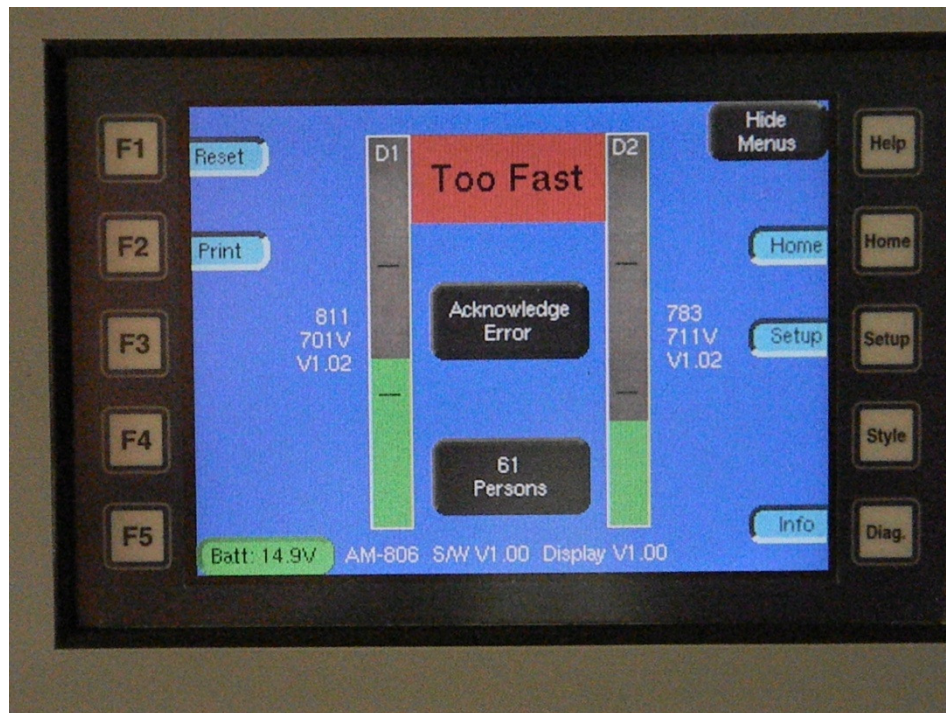 F1
F2
F3
F4
F5
Reset
Print
D1
Too Fast
D2
Hide
Menus
811
701V
V1.02
Acknowledge
Error
783
711V
V1.02
61
Persons
Home
Setup
Info
Batt: 14.9V
AM-806 S/W V1.00 Display V1.00
Help
Home
Setup
Style
Diag.